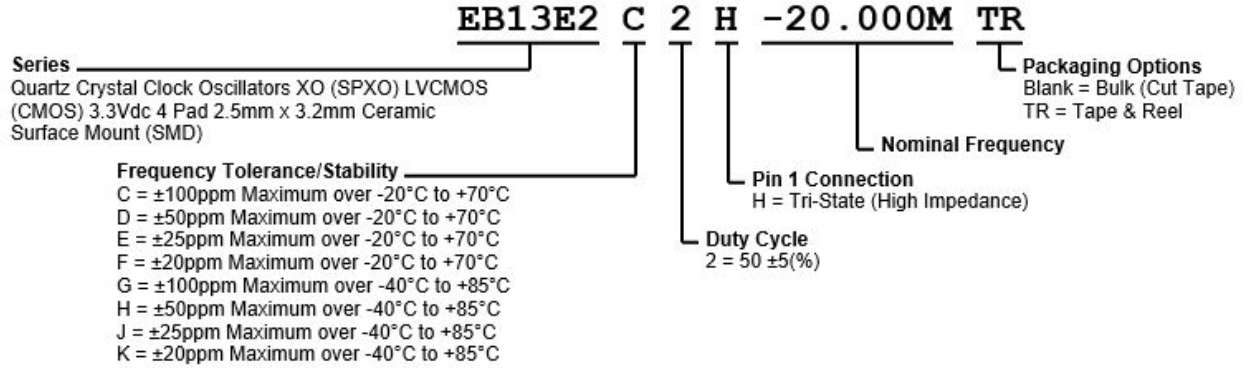 EB13E2 C 2 H -20.000M TR
Series
Quartz Crystal Clock Oscillators XO (SPXO) LVCMOS
(CMOS) 3.3Vdc 4 Pad 2.5mm x 3.2mm Ceramic
Surface Mount (SMD)
Frequency Tolerance/Stability
C = ±100ppm Maximum over -20°C to +70°C
D = ±50ppm Maximum over -20°C to +70°C
E = ±25ppm Maximum over -20°C to +70°C
F = ±20ppm Maximum over -20°C to +70°C
G = ±100ppm Maximum over -40°C to +85°C
H = ±50ppm Maximum over -40°C to +85°C
J = ±25ppm Maximum over -40°C to +85°C
K = ±20ppm Maximum over -40°C to +85°C
Duty Cycle
2 = 50 ±5(%)
Pin 1 Connection
H = Tri-State (High Impedance)
Nominal Frequency
Packaging Options
Blank = Bulk (Cut Tape)
TR = Tape & Reel